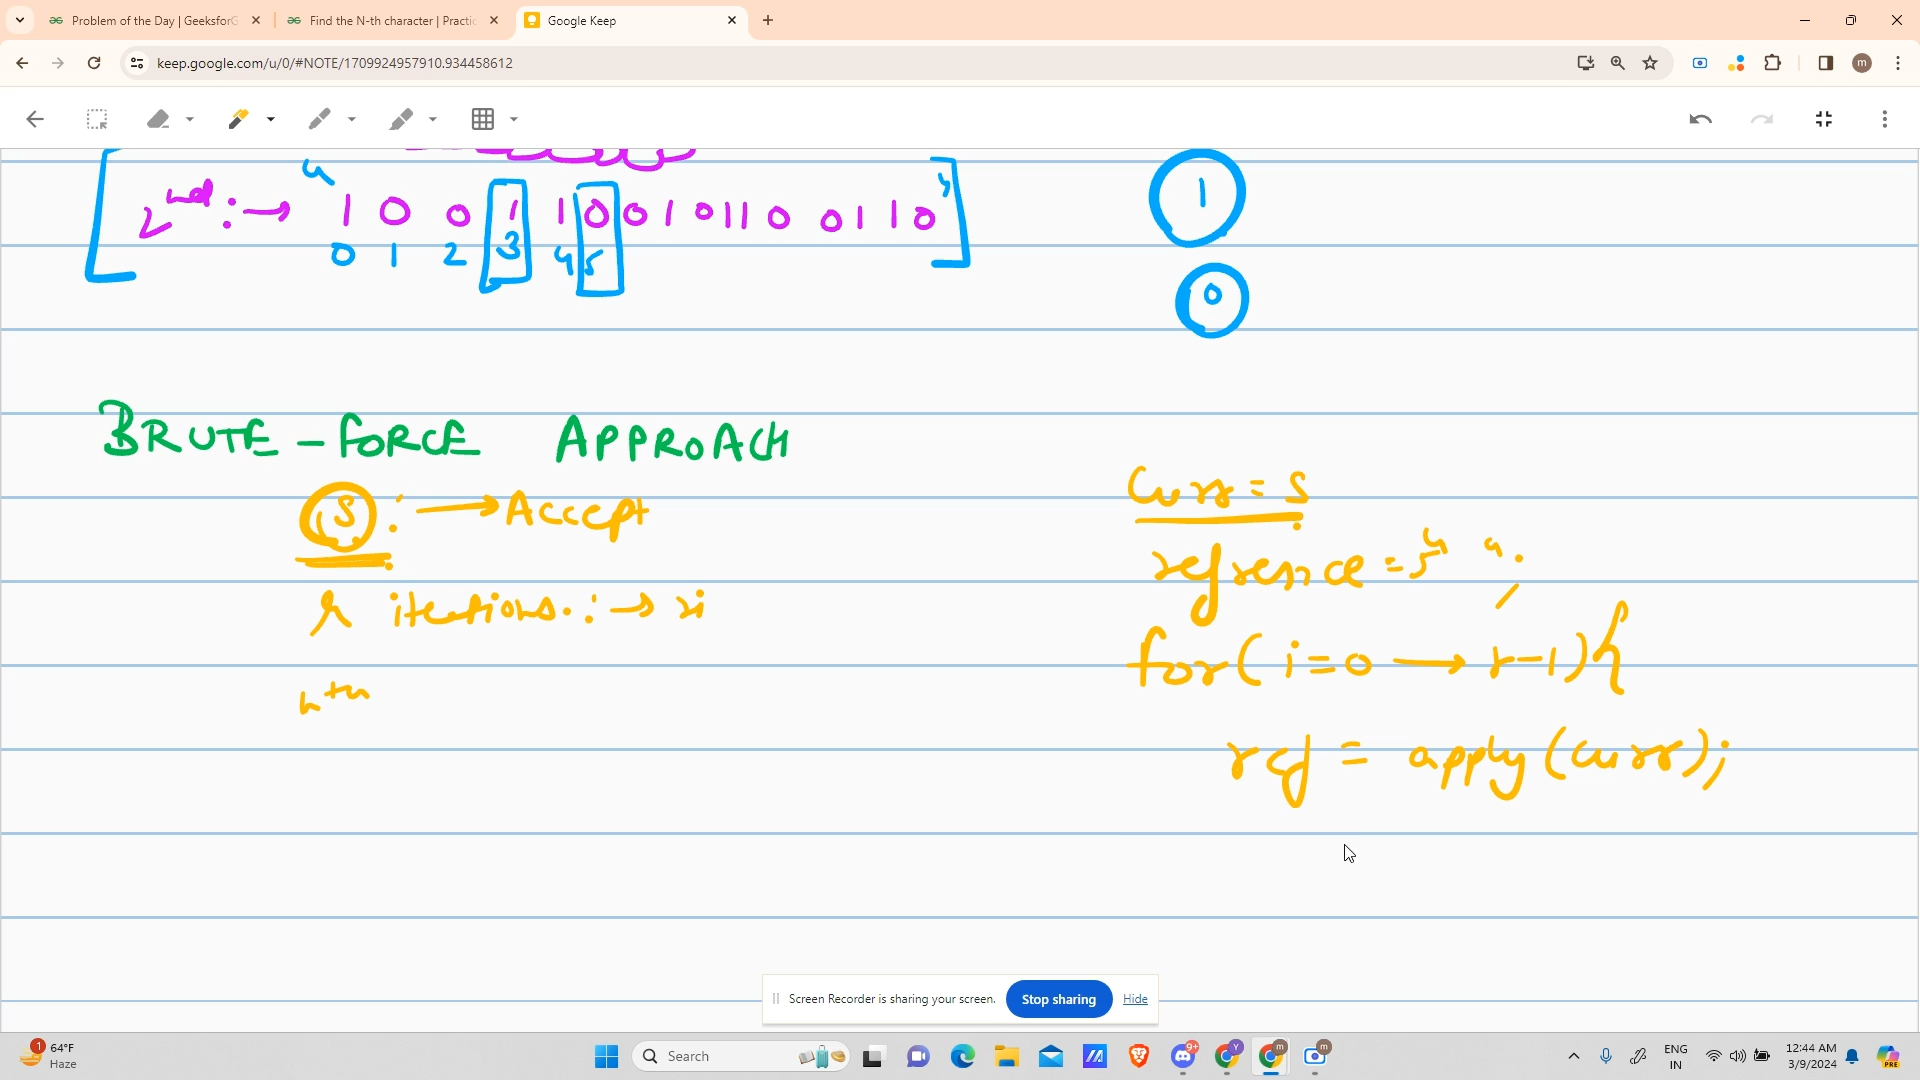 Problem of the Day | GeeksforG
Find the N-th character | Practic
Google Keep
keep.google.com/u/0/#NOTE/1709924957910.934458612
m
2nd :→ " 1 0 0 1 1 0 0 1 0 1 1 0 0 1 1 0 "
0 1 2 3 4 5
1
0
BRUTE-FORCE APPROACH
S : → Accept
r iterations. : →
nth
Curr = S
for( i=0 → r-1){
ref = apply(curr);
Screen Recorder is sharing your screen.
Stop sharing
Hide
1
64°F
Haze
Search
9+
Y
m
m
ENG
IN
12:44 AM
3/9/2024
PRE